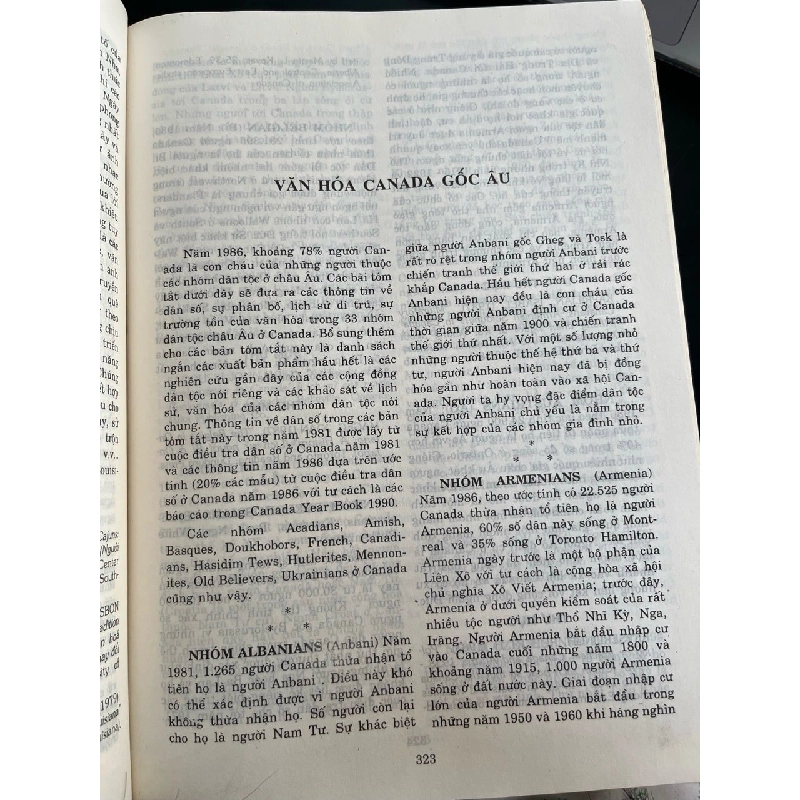 VĂN HÓA CANADA GỐC ÂU
Năm 1986, khoảng 78% người Can-
ada là con cháu của những người thuộc
các nhóm dân tộc ở châu Âu. Các bài tóm
tắt dưới đây sẽ đưa ra các thông tin về
dân số, sự phân bố, lịch sử di trú, sự
trường tồn của văn hóa trong 33 nhóm
dân tộc châu Âu ở Canada. Bổ sung thêm
cho các bản tóm tắt này là danh sách
ngắn các xuất bản phẩm hầu hết là các
nghiên cứu gần đây của các cộng đồng
dân tộc nói riêng và các khảo sát về lịch
sử, văn hóa của các nhóm dân tộc nói
chung. Thông tin về dân số trong các bản
tóm tắt này trong năm 1981 được lấy từ
cuộc điều tra dân số ở Canada năm 1981
và các thông tin năm 1986 dựa trên ước
tính (20% các mẫu) từ cuộc điều tra dân
số ở Canada năm 1986 với tư cách là các
báo cáo trong Canada Year Book 1990.
Các nhóm Acadians, Amish,
Basques, Doukhobors, French, Canadi-
ans, Hasidim Tews, Hutlerites, Mennon-
ites, Old Believers, Ukrainians ở Canada
cũng như vậy.
*
* *
NHÓM ALBANIANS (Anbani) Năm
1981, 1.265 người Canada thừa nhận tổ
tiên họ là người Anbani . Điều này khó
có thể xác định được vì người Anbani
không thừa nhận họ. Số người còn lại
cho họ là người Nam Tư. Sự khác biệt
giữa người Anbani gốc Gheg và Tosk là
rất rõ rệt trong nhóm người Anbani trước
chiến tranh thế giới thứ hai ở rải rác
khắp Canada. Hầu hết người Canada gốc
Anbani hiện nay đều là con cháu của
những người Anbani định cư ở Canada
thời gian giữa năm 1900 và chiến tranh
thế giới thứ nhất. Với một số lượng nhỏ
những người thuộc thế hệ thứ ba và thứ
tư, người Anbani hiện nay đã bị đồng
hóa gần như hoàn toàn vào xã hội Can-
ada. Người ta hy vọng đặc điểm dân tộc
của người Anbani chủ yếu là nằm trong
sự kết hợp của các nhóm gia đình nhỏ.
*
* *
NHÓM ARMENIANS (Armenia)
Năm 1986, theo ước tính có 22.525 người
Canada thừa nhận tổ tiên họ là người
Armenia, 60% số dân này sống ở Mont-
real và 35% sống ở Toronto Hamilton.
Armenia ngày trước là một bộ phận của
Liên Xô với tư cách là cộng hòa xã hội
chủ nghĩa Xô Viết Armenia; trước đây,
Armenia ở dưới quyền kiểm soát của rất
nhiều tộc người như Thổ Nhĩ Kỳ, Nga,
Irăng. Người Armenia bắt đầu nhập cư
vào Canada cuối những năm 1800 và
khoảng năm 1915, 1.000 người Armenia
sống ở đất nước này. Giai đoạn nhập cư
lớn của người Armenia bắt đầu trong
những năm 1950 và 1960 khi hàng nghìn
323